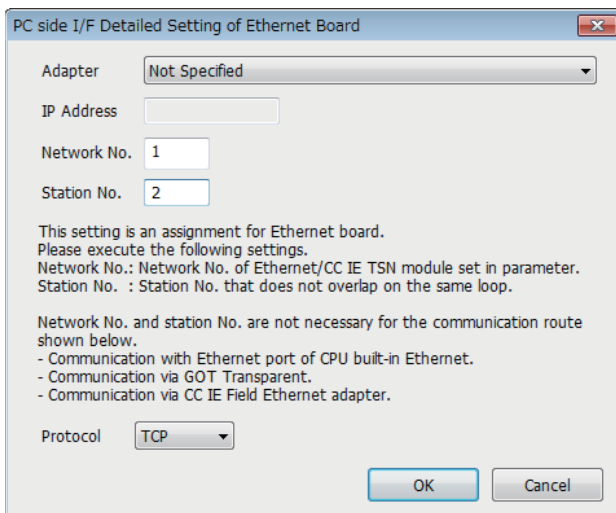 PC side I/F Detailed Setting of Ethernet Board
Adapter Not Specified
IP Address
Network No. 1
Station No. 2
This setting is an assignment for Ethernet board.
Please execute the following settings.
Network No.: Network No. of Ethernet/CC IE TSN module set in parameter.
Station No. : Station No. that does not overlap on the same loop.
Network No. and station No. are not necessary for the communication route
shown below.
- Communication with Ethernet port of CPU built-in Ethernet.
- Communication via GOT Transparent.
- Communication via CC IE Field Ethernet adapter.
Protocol TCP
OK Cancel